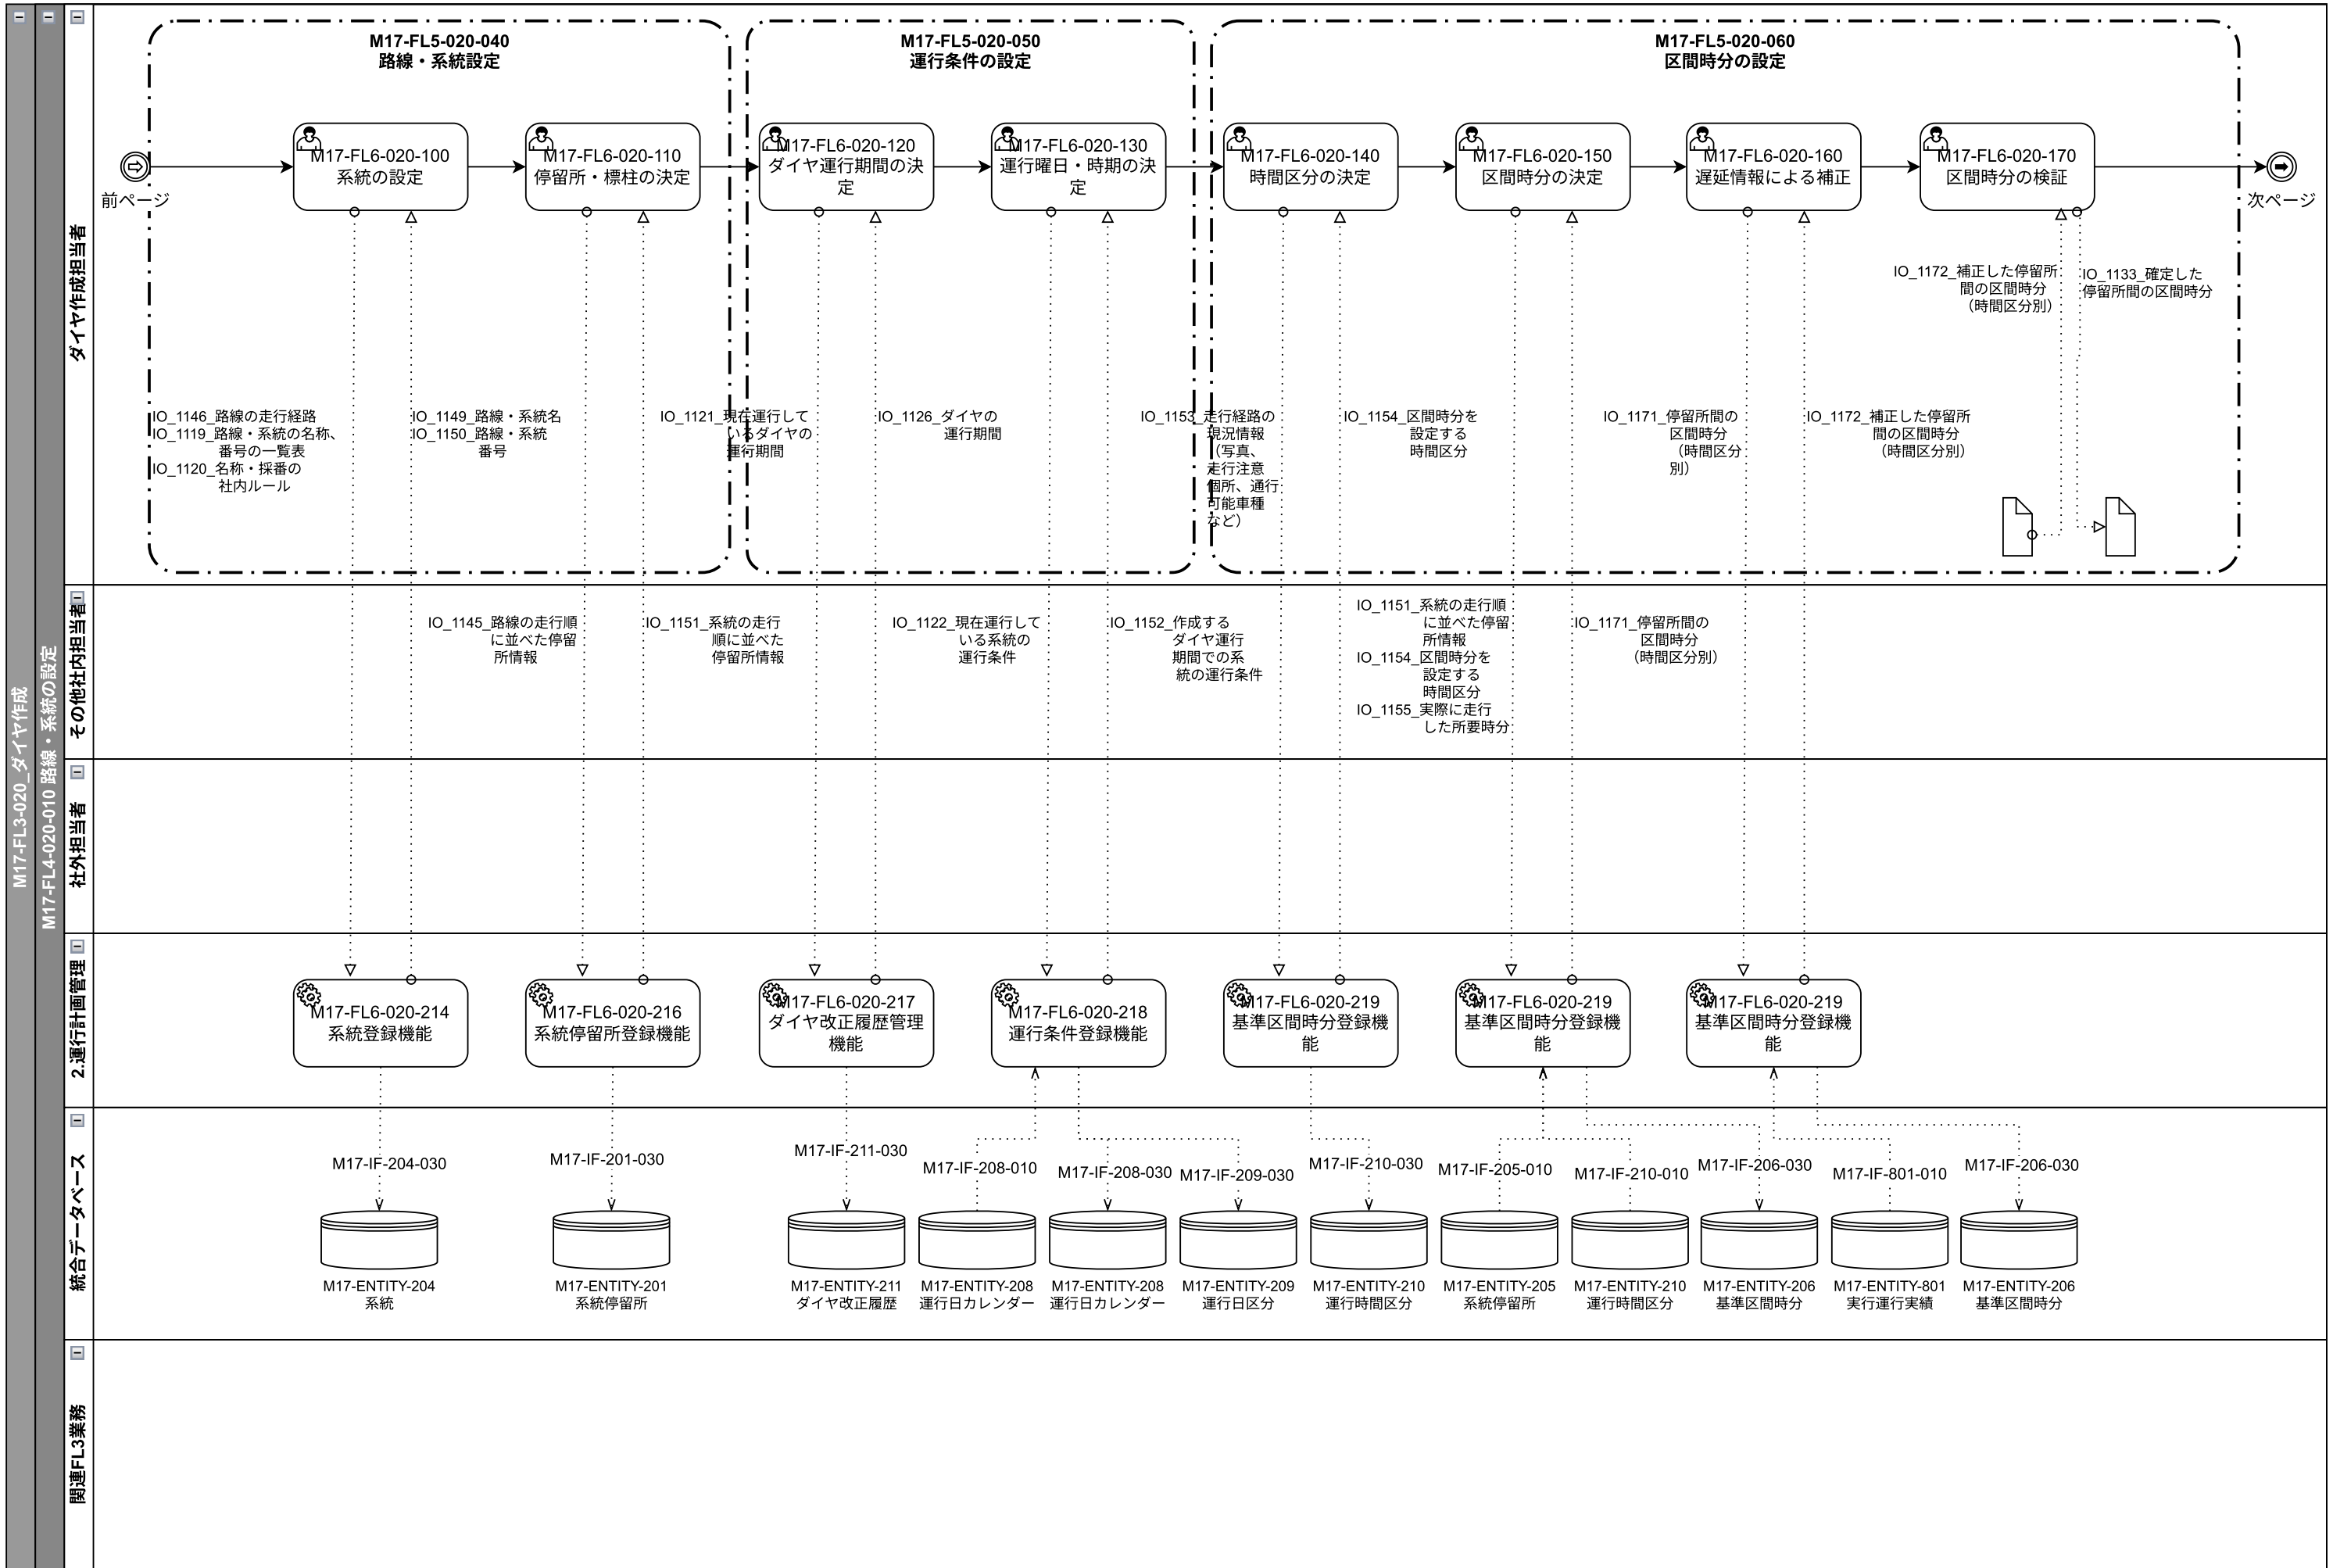 M17-FL3-020_ダイヤ作成
M17-FL4-020-010 路線・系統の設定
ダイヤ作成担当者
M17-FL5-020-040
路線・系統設定
M17-FL5-020-050
運行条件の設定
M17-FL5-020-060
区間時分の設定
前ページ
M17-FL6-020-100
系統の設定
M17-FL6-020-110
停留所・標柱の決定
M17-FL6-020-120
ダイヤ運行期間の決
定
M17-FL6-020-130
運行曜日・時期の決
定
M17-FL6-020-140
時間区分の決定
M17-FL6-020-150
区間時分の決定
M17-FL6-020-160
遅延情報による補正
M17-FL6-020-170
区間時分の検証
次ページ
IO_1172_補正した停留所
間の区間時分
（時間区分別）
IO_1133_確定した
停留所間の区間時分
IO_1146_路線の走行経路
IO_1119_路線・系統の名称、
番号の一覧表
IO_1120_名称・採番の
社内ルール
IO_1149_路線・系統名
IO_1150_路線・系統
番号
IO_1121_現在運行して
いるダイヤの
運行期間
IO_1126_ダイヤの
運行期間
IO_1153_走行経路の
現況情報
（写真、
走行注意
個所、通行
可能車種
など）
IO_1154_区間時分を
設定する
時間区分
IO_1171_停留所間の
区間時分
（時間区分
別）
IO_1172_補正した停留所
間の区間時分
（時間区分別）
その他社内担当者
IO_1145_路線の走行順
に並べた停留
所情報
IO_1151_系統の走行
順に並べた
停留所情報
IO_1122_現在運行して
いる系統の
運行条件
IO_1152_作成する
ダイヤ運行
期間での系
統の運行条件
IO_1151_系統の走行順
に並べた停留
所情報
IO_1154_区間時分を
設定する
時間区分
IO_1155_実際に走行
した所要時分
IO_1171_停留所間の
区間時分
（時間区分別）
社外担当者
2.運行計画管理
M17-FL6-020-214
系統登録機能
M17-FL6-020-216
系統停留所登録機能
M17-FL6-020-217
ダイヤ改正履歴管理
機能
M17-FL6-020-218
運行条件登録機能
M17-FL6-020-219
基準区間時分登録機
能
M17-FL6-020-219
基準区間時分登録機
能
M17-FL6-020-219
基準区間時分登録機
能
統合データベース
M17-IF-204-030
M17-IF-201-030
M17-IF-211-030
M17-IF-208-010
M17-IF-208-030
M17-IF-209-030
M17-IF-210-030
M17-IF-205-010
M17-IF-210-010
M17-IF-206-030
M17-IF-801-010
M17-IF-206-030
M17-ENTITY-204
系統
M17-ENTITY-201
系統停留所
M17-ENTITY-211
ダイヤ改正履歴
M17-ENTITY-208
運行日カレンダー
M17-ENTITY-208
運行日カレンダー
M17-ENTITY-209
運行日区分
M17-ENTITY-210
運行時間区分
M17-ENTITY-205
系統停留所
M17-ENTITY-210
運行時間区分
M17-ENTITY-206
基準区間時分
M17-ENTITY-801
実行運行実績
M17-ENTITY-206
基準区間時分
関連FL3業務